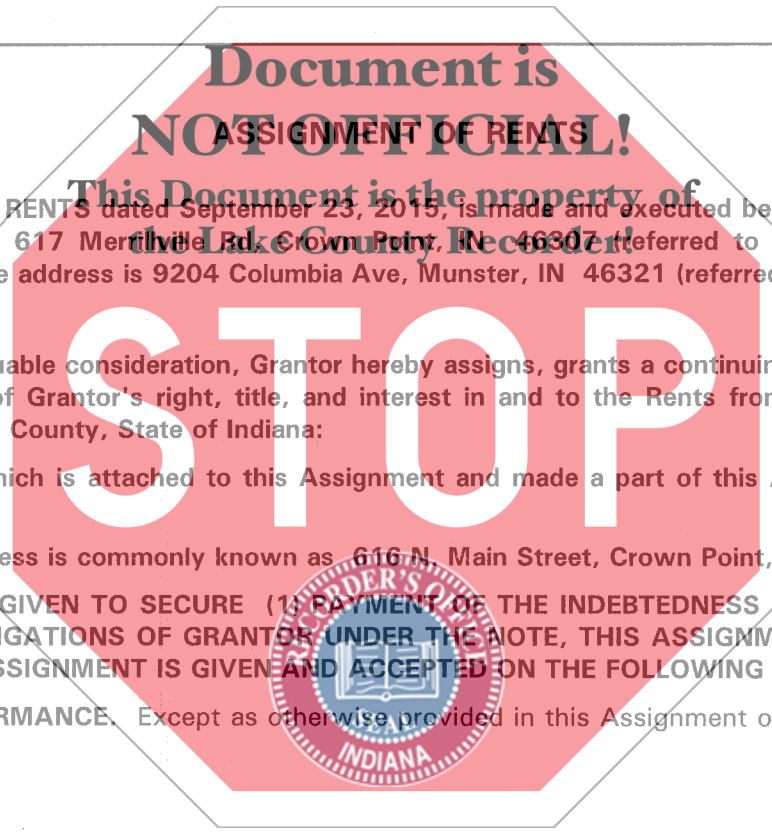 Document is
NOT OFFICIAL!
ASSIGNMENT OF RENTS
This Document is the property of
the Lake County Recorder!
RENTS dated September 23, 2015, is made and executed be
617 Merrillville Rd, Crown Point, IN 46307 (referred to
e address is 9204 Columbia Ave, Munster, IN 46321 (referred
uable consideration, Grantor hereby assigns, grants a continuin
of Grantor's right, title, and interest in and to the Rents from
County, State of Indiana:
STOP
hich is attached to this Assignment and made a part of this
ess is commonly known as 616 N. Main Street, Crown Point,
GIVEN TO SECURE (1) PAYMENT OF THE INDEBTEDNESS
IGATIONS OF GRANTOR UNDER THE NOTE, THIS ASSIGNM
SSIGNMENT IS GIVEN AND ACCEPTED ON THE FOLLOWING
RMANCE. Except as otherwise provided in this Assignment o
RECORDER'S OFFICE
SEAL
INDIANA